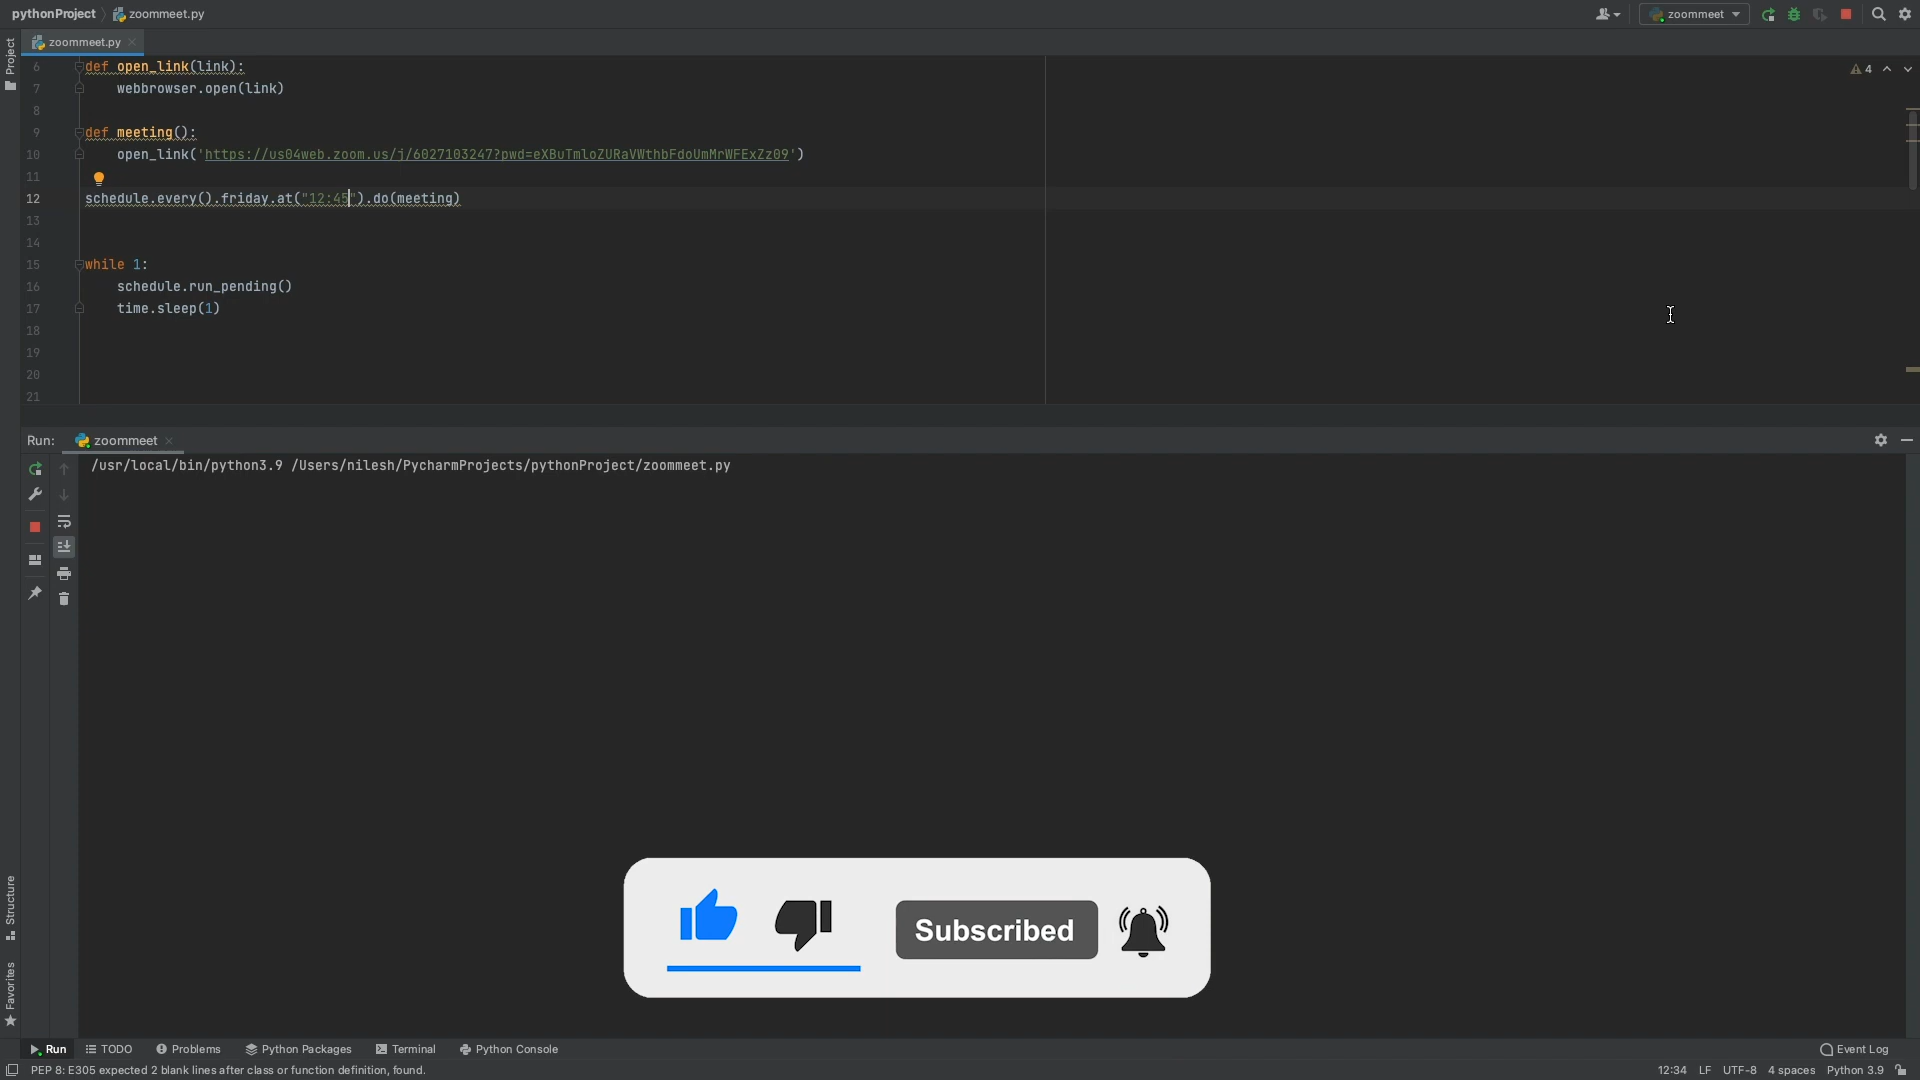 pythonProject
zoommeet.py
zoommeet
Project
zoommeet.py
4
6 def open_link(link):
7 webbrowser.open(link)
8
9 def meeting():
10 open_link('https://us04web.zoom.us/j/6027103247?pwd=eXBuTmloZURaVWthbFdoUmMrWFExZz09')
11
12 schedule.every().friday.at("12:45").do(meeting)
13
14
15 while 1:
16 schedule.run_pending()
17 time.sleep(1)
18
19
20
21
Run: zoommeet
/usr/local/bin/python3.9 /Users/nilesh/PycharmProjects/pythonProject/zoommeet.py
Structure
Favorites
Subscribed
Run TODO Problems Python Packages Terminal Python Console Event Log
PEP 8: E305 expected 2 blank lines after class or function definition, found. 12:34 LF UTF-8 4 spaces Python 3.9